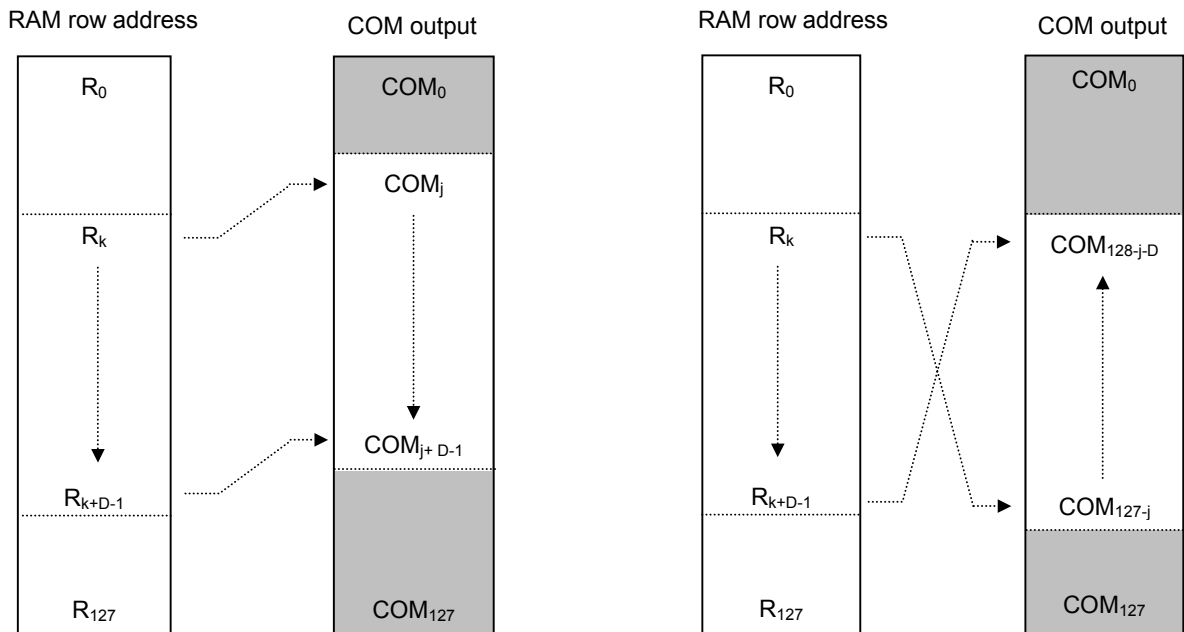 RAM row address
COM output
R₀
COM₀
COMⱼ
Rₖ
COMⱼ₊ D₋₁
Rₖ₊D₋₁
R₁₂₇
COM₁₂₇
RAM row address
COM output
R₀
COM₀
Rₖ
COM₁₂₈₋ⱼ₋D
Rₖ₊D₋₁
COM₁₂₇₋ⱼ
R₁₂₇
COM₁₂₇